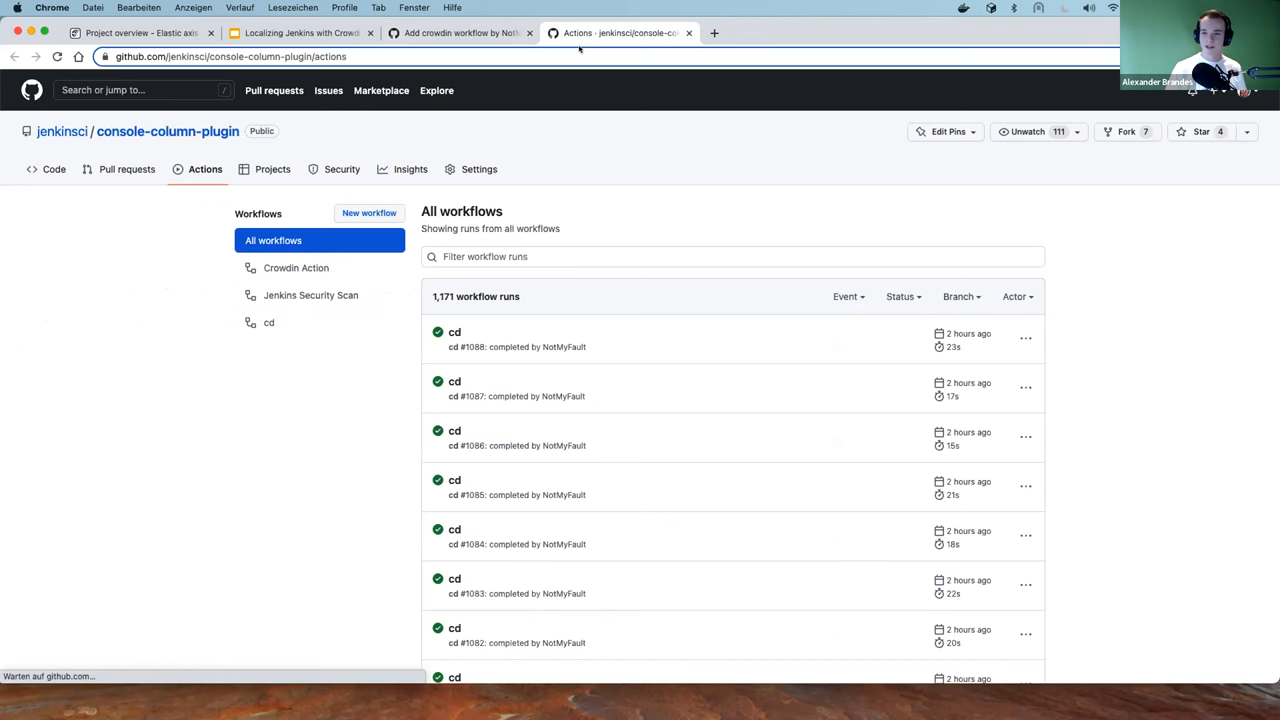 Chrome Datei Bearbeiten Anzeigen Verlauf Lesezeichen Profile Tab Fenster Hilfe
Project overview - Elastic axis
Localizing Jenkins with Crowdi
Add crowdin workflow by NotM
Actions · jenkinsci/console-co
github.com/jenkinsci/console-column-plugin/actions
Alexander Brandes
Search or jump to... /
Pull requests Issues Marketplace Explore
jenkinsci / console-column-plugin Public
Edit Pins Unwatch 111 Fork 7 Star 4
Code Pull requests Actions Projects Security Insights Settings
Workflows New workflow
All workflows
Crowdin Action
Jenkins Security Scan
cd
All workflows
Showing runs from all workflows
Filter workflow runs
1,171 workflow runs Event Status Branch Actor
cd 2 hours ago
cd #1088: completed by NotMyFault 23s
cd 2 hours ago
cd #1087: completed by NotMyFault 17s
cd 2 hours ago
cd #1086: completed by NotMyFault 15s
cd 2 hours ago
cd #1085: completed by NotMyFault 21s
cd 2 hours ago
cd #1084: completed by NotMyFault 18s
cd 2 hours ago
cd #1083: completed by NotMyFault 22s
cd 2 hours ago
cd #1082: completed by NotMyFault 20s
cd 2 hours ago
Warten auf github.com...